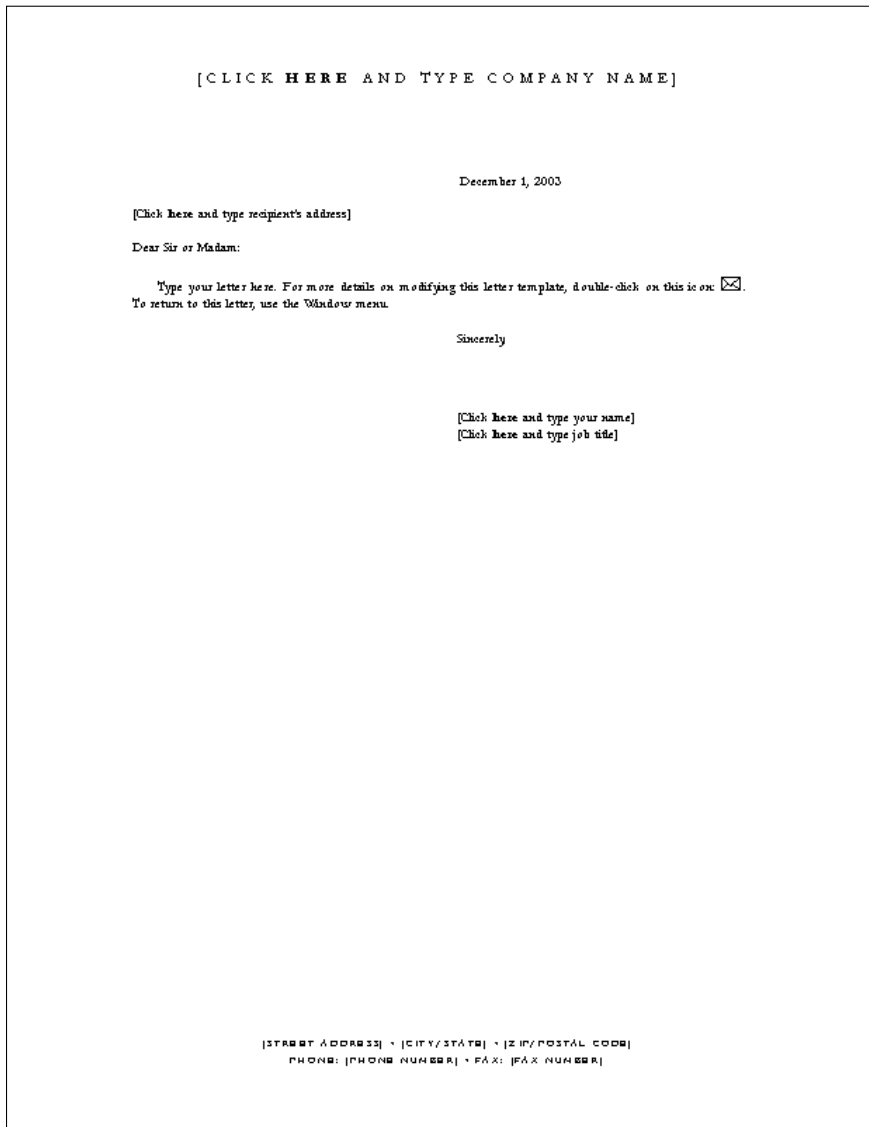 [CLICK HERE AND TYPE COMPANY NAME]
December 1, 2003
[Click here and type recipient's address]
Dear Sir or Madam:
Type your letter here. For more details on modifying this letter template, double-click on this icon: .
To return to this letter, use the Window menu.
Sincerely
[Click here and type your name]
[Click here and type job title]
[STREET ADDRESS] • [CITY/STATE] • [ZIP/POSTAL CODE]
PHONE: [PHONE NUMBER] • FAX: [FAX NUMBER]